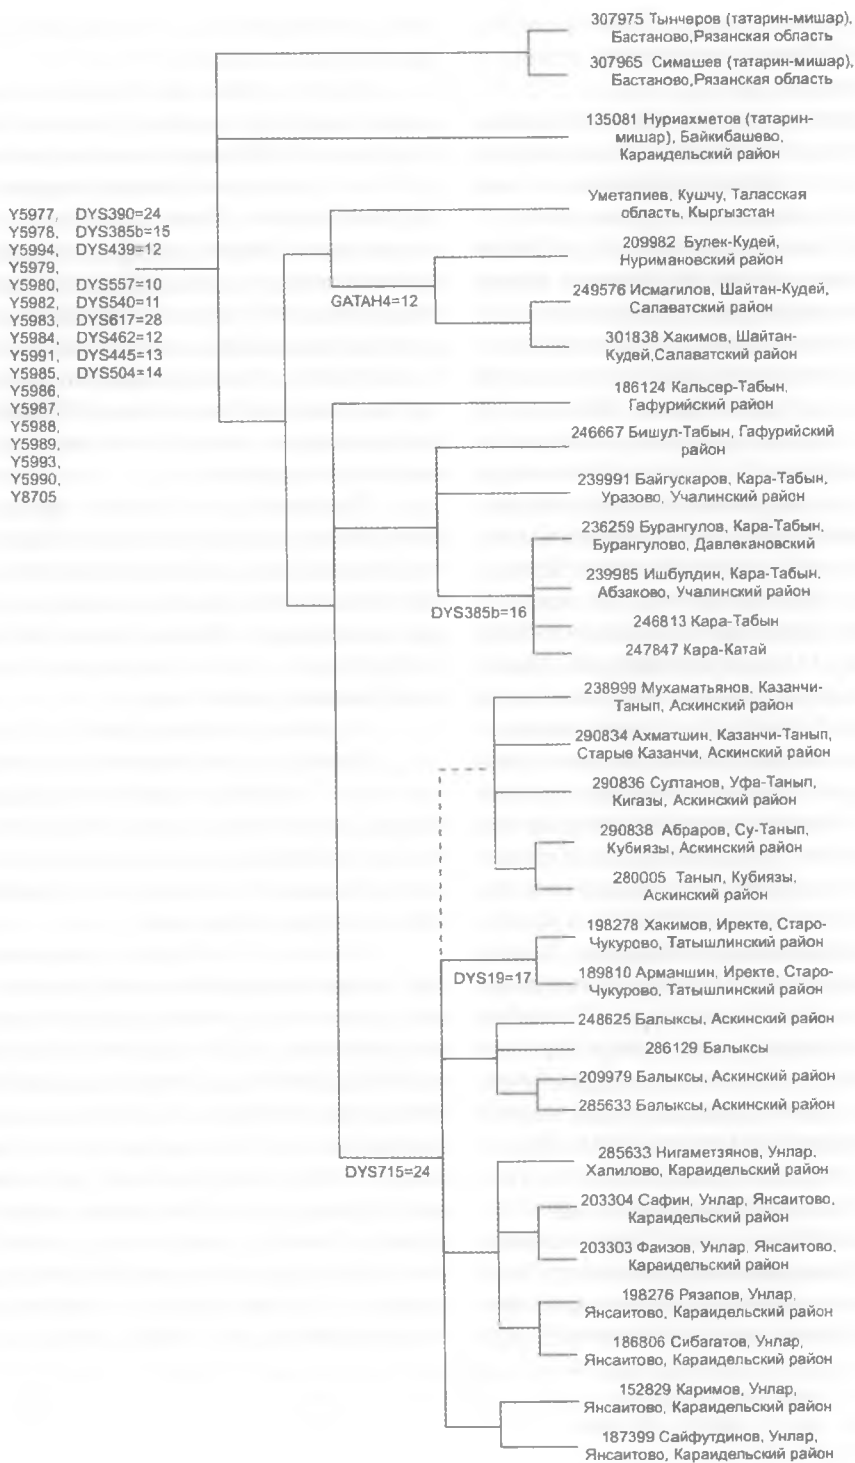 307975 Тынчеров (татарин-мишар),
Бастаново,Рязанская область
307965 Симашев (татарин-мишар),
Бастаново,Рязанская область
135081 Нуриахметов (татарин-
мишар), Байкибашево,
Караидельский район
Y5977, DYS390=24
Y5978, DYS385b=15
Y5994, DYS439=12
Y5979,
Y5980, DYS557=10
Y5982, DYS540=11
Y5983, DYS617=28
Y5984, DYS462=12
Y5991, DYS445=13
Y5985, DYS504=14
Y5986,
Y5987,
Y5988,
Y5989,
Y5993,
Y5990,
Y8705
Уметалиев, Кушчу, Таласская
область, Кыргызстан
209982 Булек-Кудей,
Нуримановский район
GATAH4=12
249576 Исмагилов, Шайтан-Кудей,
Салаватский район
301838 Хакимов, Шайтан-
Кудей,Салаватский район
186124 Кальсер-Табын,
Гафурийский район
246667 Бишул-Табын, Гафурийский
район
239991 Байгускаров, Кара-Табын,
Уразово, Учалинский район
236259 Бурангулов, Кара-Табын,
Бурангулово, Давлекановский
239985 Ишбулдин, Кара-Табын.
Абзаково, Учалинский район
DYS385b=16
246813 Кара-Табын
247847 Кара-Катай
238999 Мухаматьянов, Казанчи-
Танып, Аскинский район
290834 Ахматшин, Казанчи-Танып,
Старые Казанчи, Аскинский район
290836 Султанов, Уфа-Танып,
Кигазы, Аскинский район
290838 Абраров, Су-Танып,
Кубиязы, Аскинский район
280005 Танып, Кубиязы,
Аскинский район
198278 Хакимов, Иректе, Старо-
Чукурово, Татышлинский район
DYS19=17
189810 Арманшин, Иректе, Старо-
Чукурово, Татышлинский район
248625 Балыксы, Аскинский район
286129 Балыксы
209979 Балыксы, Аскинский район
285633 Балыксы, Аскинский район
DYS715=24
285633 Нигаметзянов, Унлар,
Халилово, Караидельский район
203304 Сафин, Унлар, Янсаитово,
Караидельский район
203303 Фаизов, Унлар, Янсаитово,
Караидельский район
198276 Рязапов, Унлар,
Янсаитово, Караидельский район
186806 Сибагатов, Унлар,
Янсаитово, Караидельский район
152829 Каримов, Унлар,
Янсаитово, Караидельский район
187399 Сайфутдинов, Унлар,
Янсаитово, Караидельский район